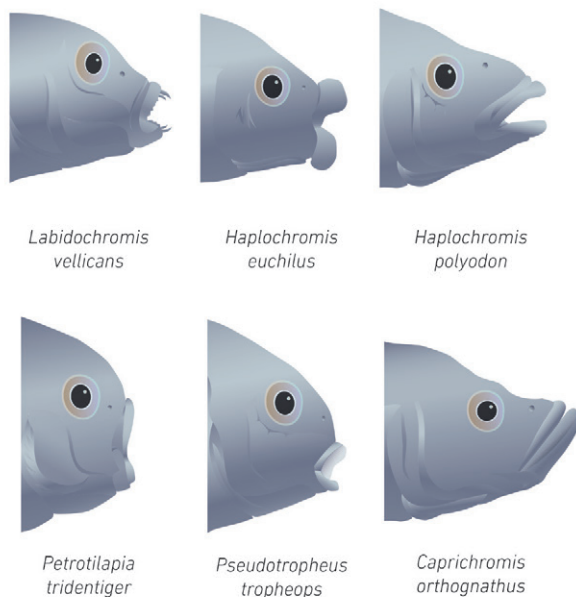 Labidochromis
vellicans
Haplochromis
euchilus
Haplochromis
polyodon
Petrotilapia
tridentiger
Pseudotropheus
tropheops
Caprichromis
orthognathus